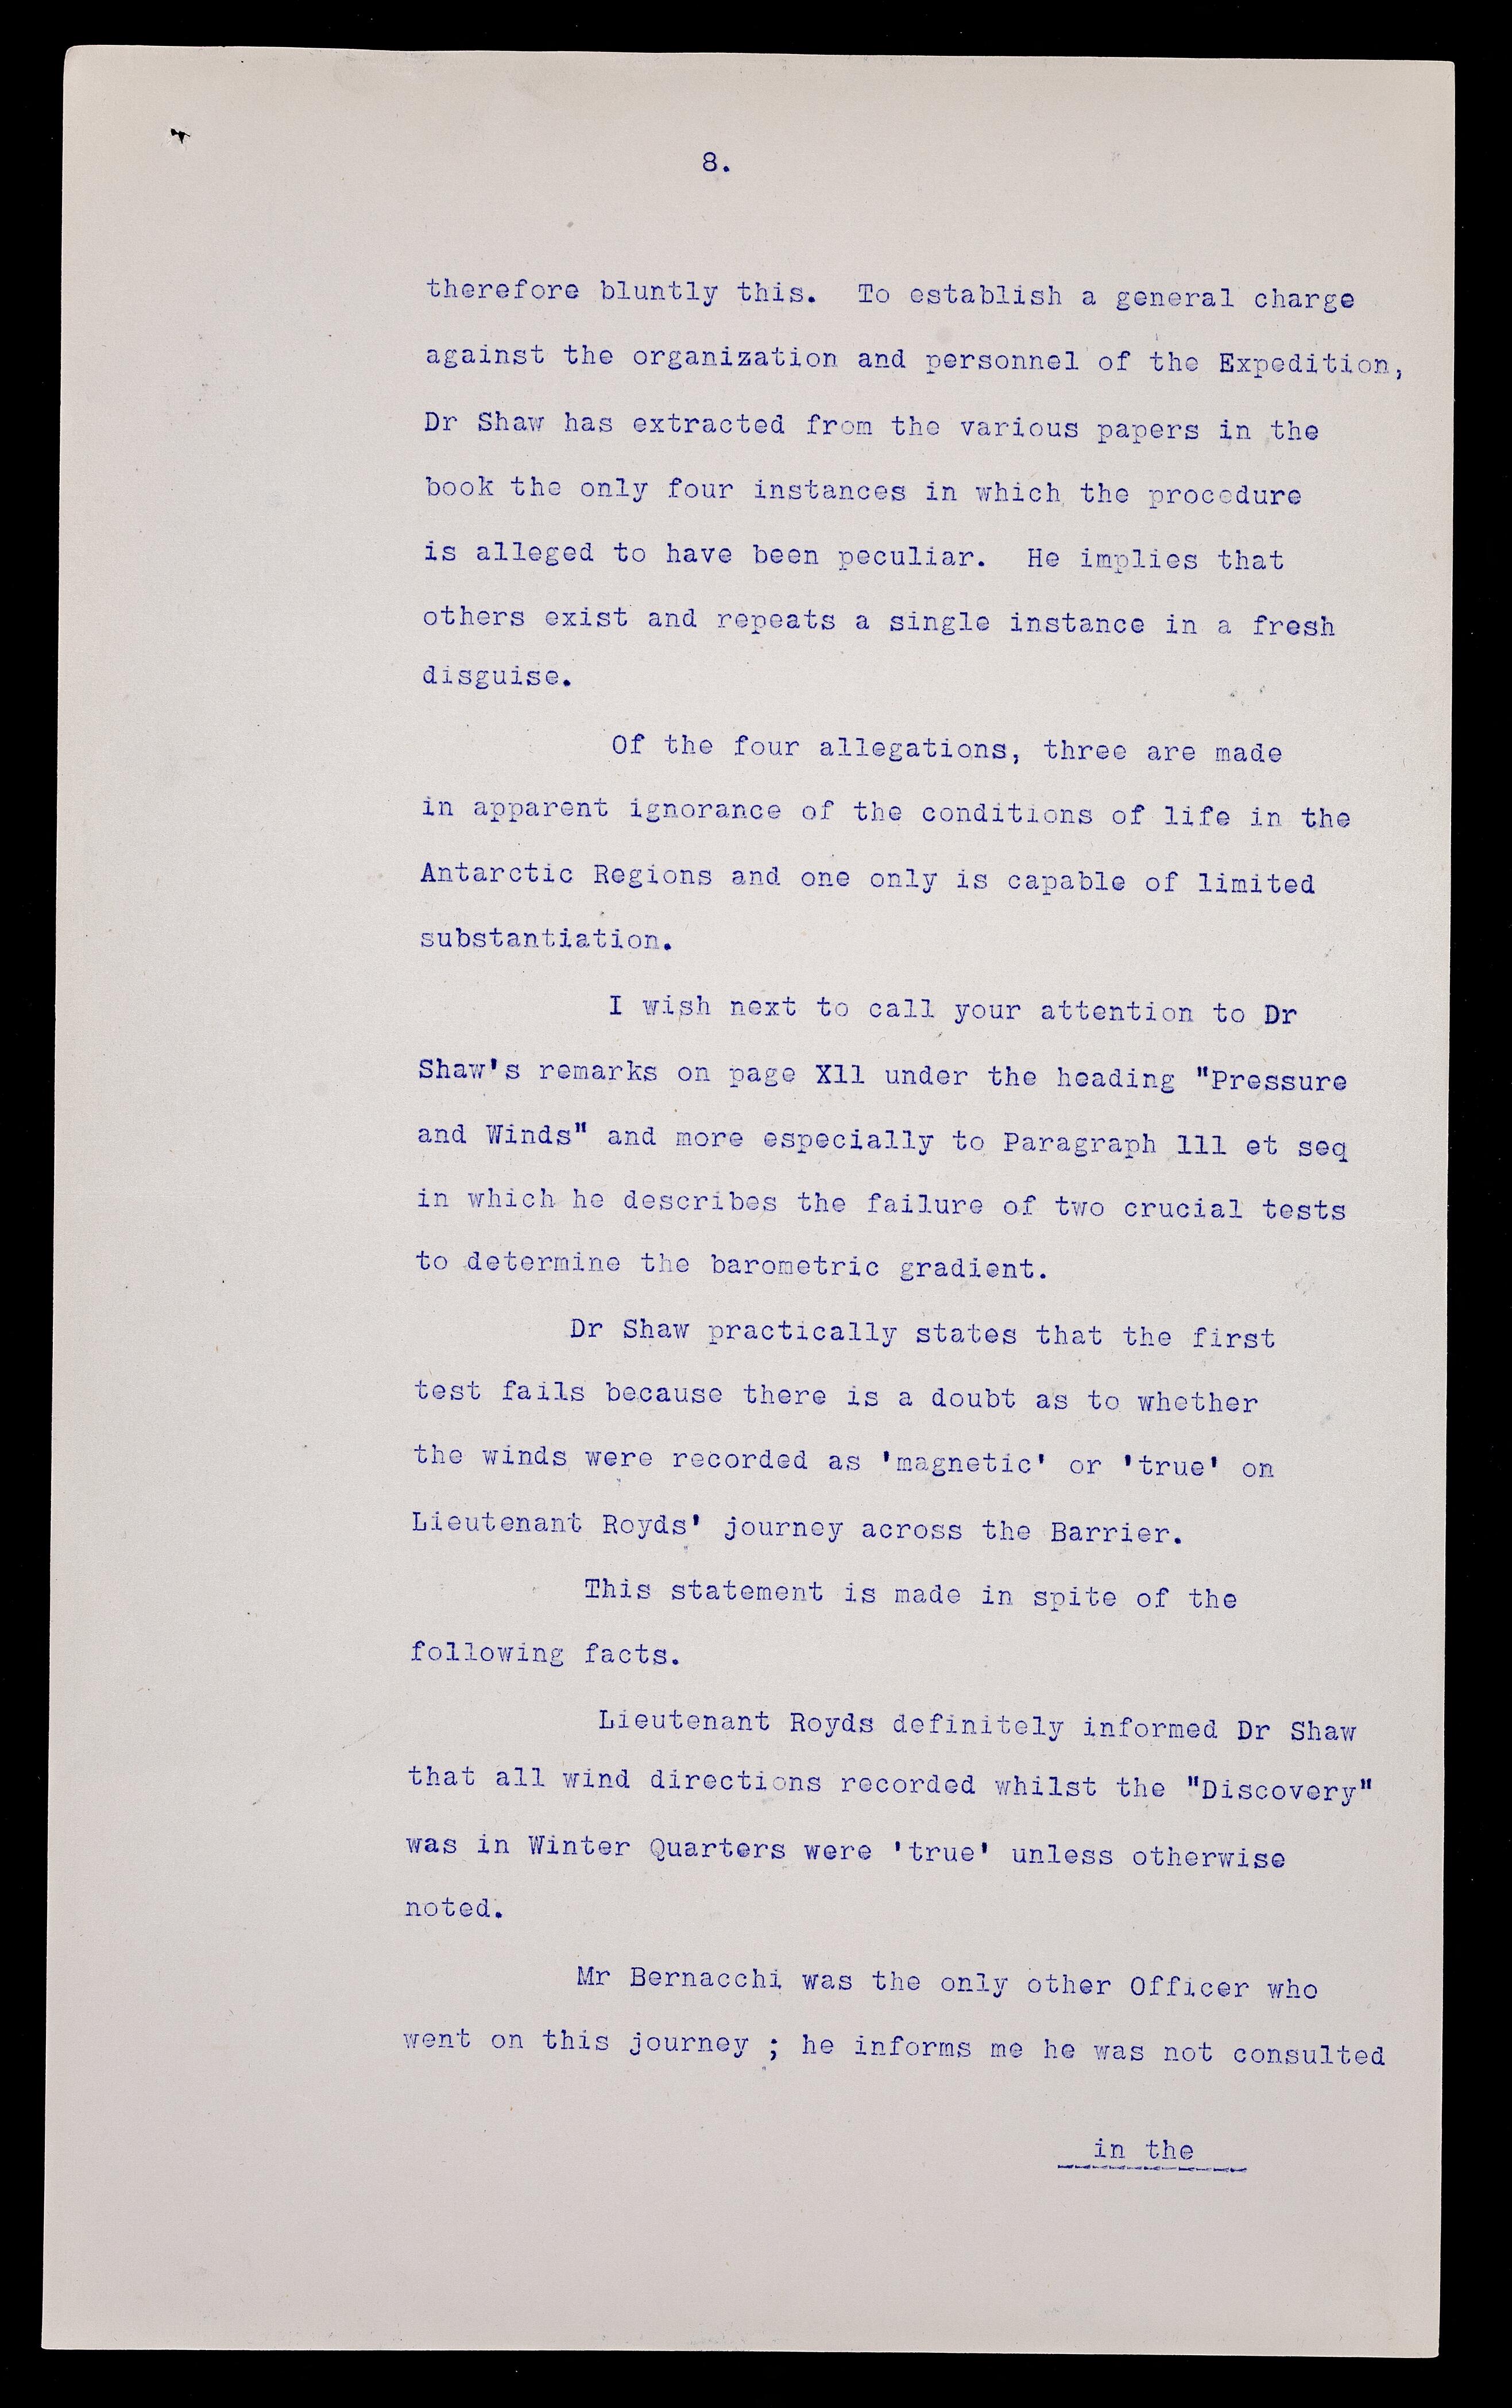 8.
therefore bluntly this. To establish a general charge
against the organization and personnel of the Expedition,
Dr Shaw has extracted from the various papers in the
book the only four instances in which the procedure
is alleged to have been peculiar. He implies that
others exist and repeats a single instance in a fresh
disguise.
Of the four allegations, three are made
in apparent ignorance of the conditions of life in the
Antarctic Regions and one only is capable of limited
substantiation.
I wish next to call your attention to Dr
Shaw's remarks on page X11 under the heading "Pressure
and Winds" and more especially to Paragraph 111 et seq
in which he describes the failure of two crucial tests
to determine the barometric gradient.
Dr Shaw practically states that the first
test fails because there is a doubt as to whether
the winds were recorded as 'magnetic' or 'true' on
Lieutenant Royds' journey across the Barrier.
This statement is made in spite of the
following facts.
Lieutenant Royds definitely informed Dr Shaw
that all wind directions recorded whilst the "Discovery"
was in Winter Quarters were 'true' unless otherwise
noted.
Mr Bernacchi was the only other Officer who
went on this journey ; he informs me he was not consulted
in the